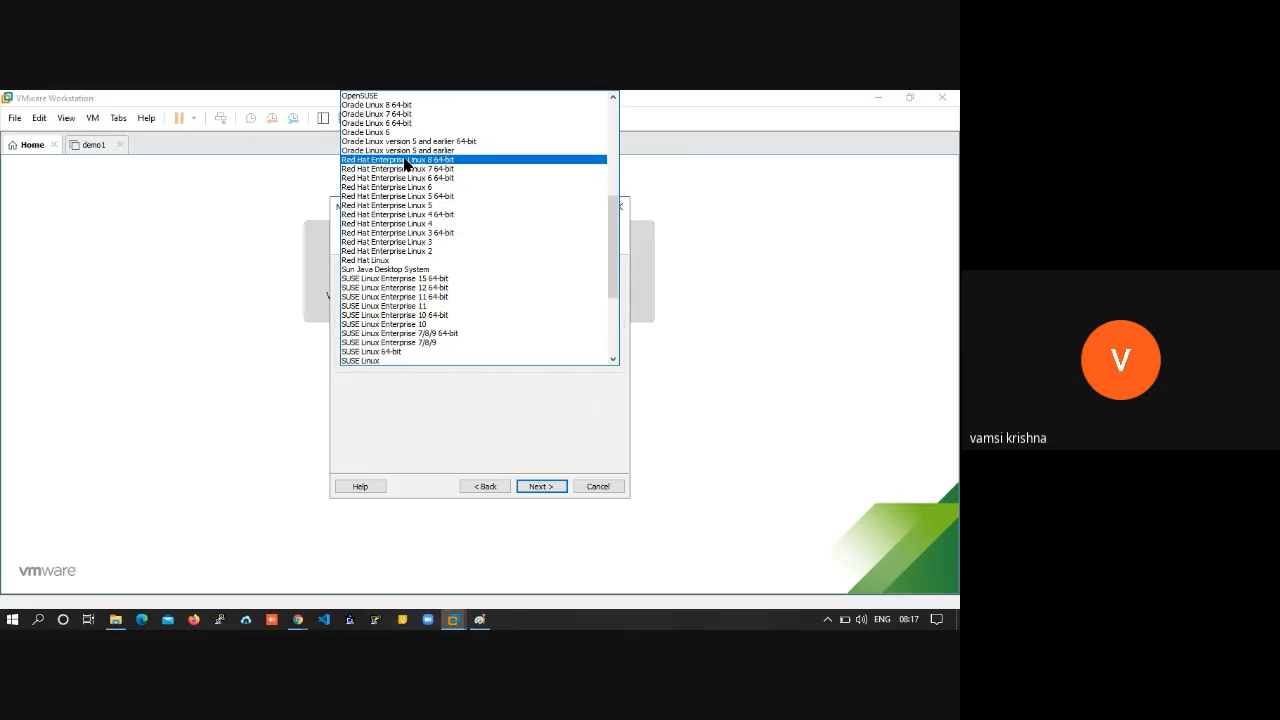 VMware Workstation
File Edit View VM Tabs Help
Home
demo1
OpenSUSE
Oracle Linux 8 64-bit
Oracle Linux 7 64-bit
Oracle Linux 6 64-bit
Oracle Linux 6
Oracle Linux version 5 and earlier 64-bit
Oracle Linux version 5 and earlier
Red Hat Enterprise Linux 8 64-bit
Red Hat Enterprise Linux 7 64-bit
Red Hat Enterprise Linux 6 64-bit
Red Hat Enterprise Linux 6
Red Hat Enterprise Linux 5 64-bit
Red Hat Enterprise Linux 5
Red Hat Enterprise Linux 4 64-bit
Red Hat Enterprise Linux 4
Red Hat Enterprise Linux 3 64-bit
Red Hat Enterprise Linux 3
Red Hat Enterprise Linux 2
Red Hat Linux
Sun Java Desktop System
SUSE Linux Enterprise 15 64-bit
SUSE Linux Enterprise 12 64-bit
SUSE Linux Enterprise 11 64-bit
SUSE Linux Enterprise 11
SUSE Linux Enterprise 10 64-bit
SUSE Linux Enterprise 10
SUSE Linux Enterprise 7/8/9 64-bit
SUSE Linux Enterprise 7/8/9
SUSE Linux 64-bit
SUSE Linux
Help < Back Next > Cancel
vmware
ENG 08:17
V
vamsi krishna